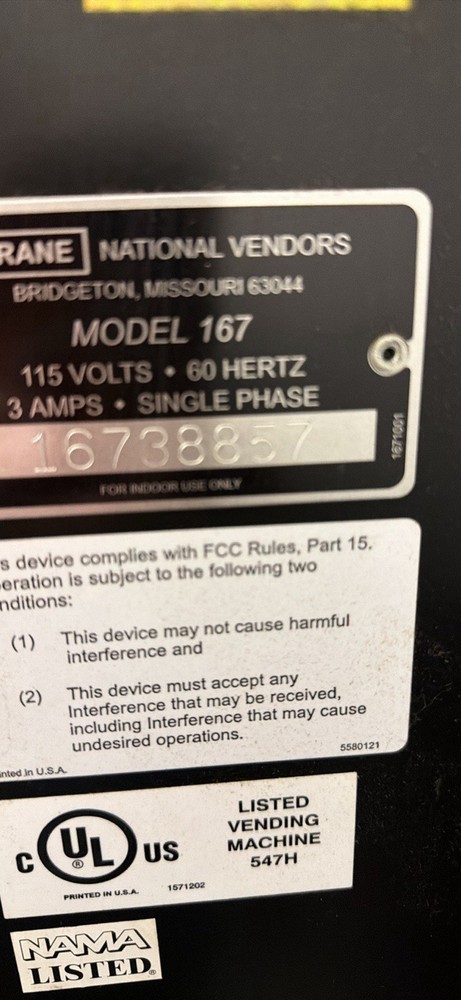 RANE NATIONAL VENDORS
BRIDGETON, MISSOURI 63044
MODEL 167
115 VOLTS • 60 HERTZ
3 AMPS • SINGLE PHASE
16738857
FOR INDOOR USE ONLY
1671001
s device complies with FCC Rules, Part 15.
eration is subject to the following two
nditions:
(1) This device may not cause harmful
interference and
(2) This device must accept any
Interference that may be received,
including Interference that may cause
undesired operations.
5580121
inted in U.S.A.
C UL ® US
LISTED
VENDING
MACHINE
547H
PRINTED IN U.S.A. 1571202
NAMA
LISTED®